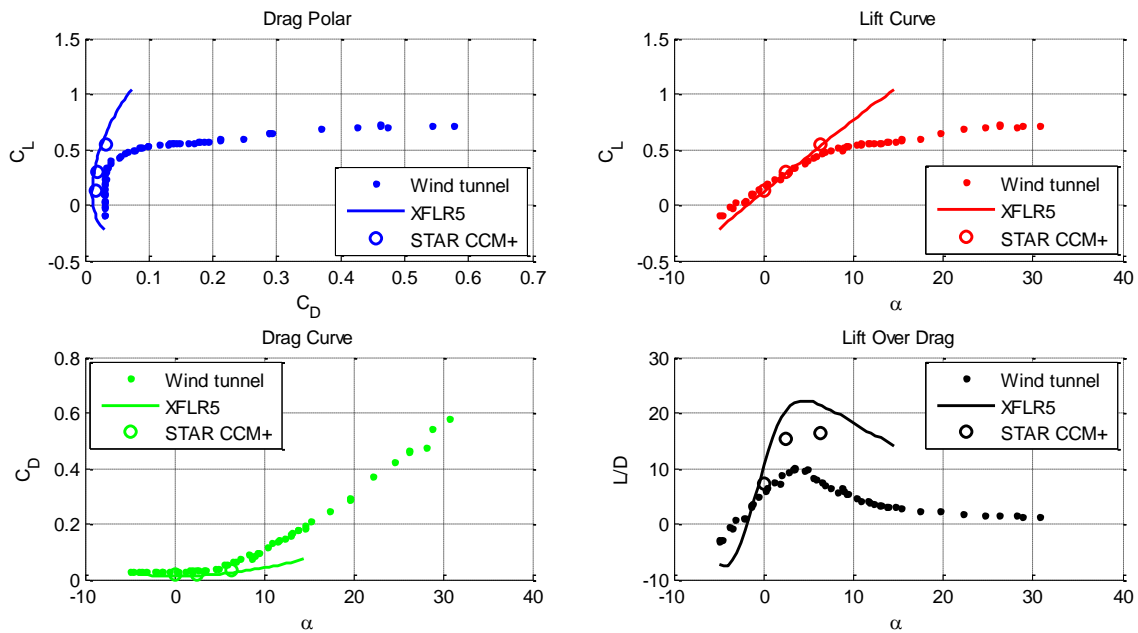 Drag Polar
1.5
1
0.5
0
-0.5
C_L
0 0.1 0.2 0.3 0.4 0.5 0.6 0.7
C_D
Wind tunnel
XFLR5
STAR CCM+
Lift Curve
1.5
1
0.5
0
-0.5
C_L
-10 0 10 20 30 40
α
Wind tunnel
XFLR5
STAR CCM+
Drag Curve
0.8
0.6
0.4
0.2
0
C_D
-10 0 10 20 30 40
α
Wind tunnel
XFLR5
STAR CCM+
Lift Over Drag
30
20
10
0
-10
L/D
-10 0 10 20 30 40
α
Wind tunnel
XFLR5
STAR CCM+